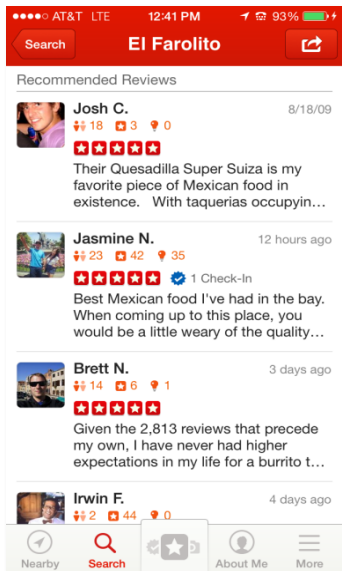 AT&T LTE 12:41 PM 93%
Search El Farolito
Recommended Reviews
Josh C. 8/18/09
18 3 0
Their Quesadilla Super Suiza is my
favorite piece of Mexican food in
existence. With taquerias occupyin...
Jasmine N. 12 hours ago
23 42 35
1 Check-In
Best Mexican food I've had in the bay.
When coming up to this place, you
would be a little weary of the quality...
Brett N. 3 days ago
14 6 1
Given the 2,813 reviews that precede
my own, I have never had higher
expectations in my life for a burrito t...
Irwin F. 4 days ago
2 44 0
Nearby Search About Me More